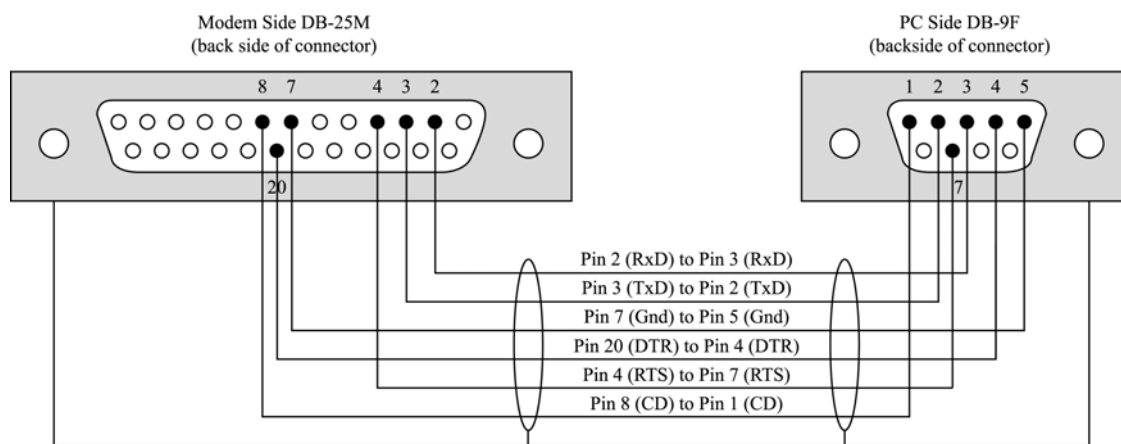 Modem Side DB-25M
(back side of connector)
PC Side DB-9F
(backside of connector)
8 7 4 3 2
1 2 3 4 5
20
7
Pin 2 (RxD) to Pin 3 (RxD)
Pin 3 (TxD) to Pin 2 (TxD)
Pin 7 (Gnd) to Pin 5 (Gnd)
Pin 20 (DTR) to Pin 4 (DTR)
Pin 4 (RTS) to Pin 7 (RTS)
Pin 8 (CD) to Pin 1 (CD)